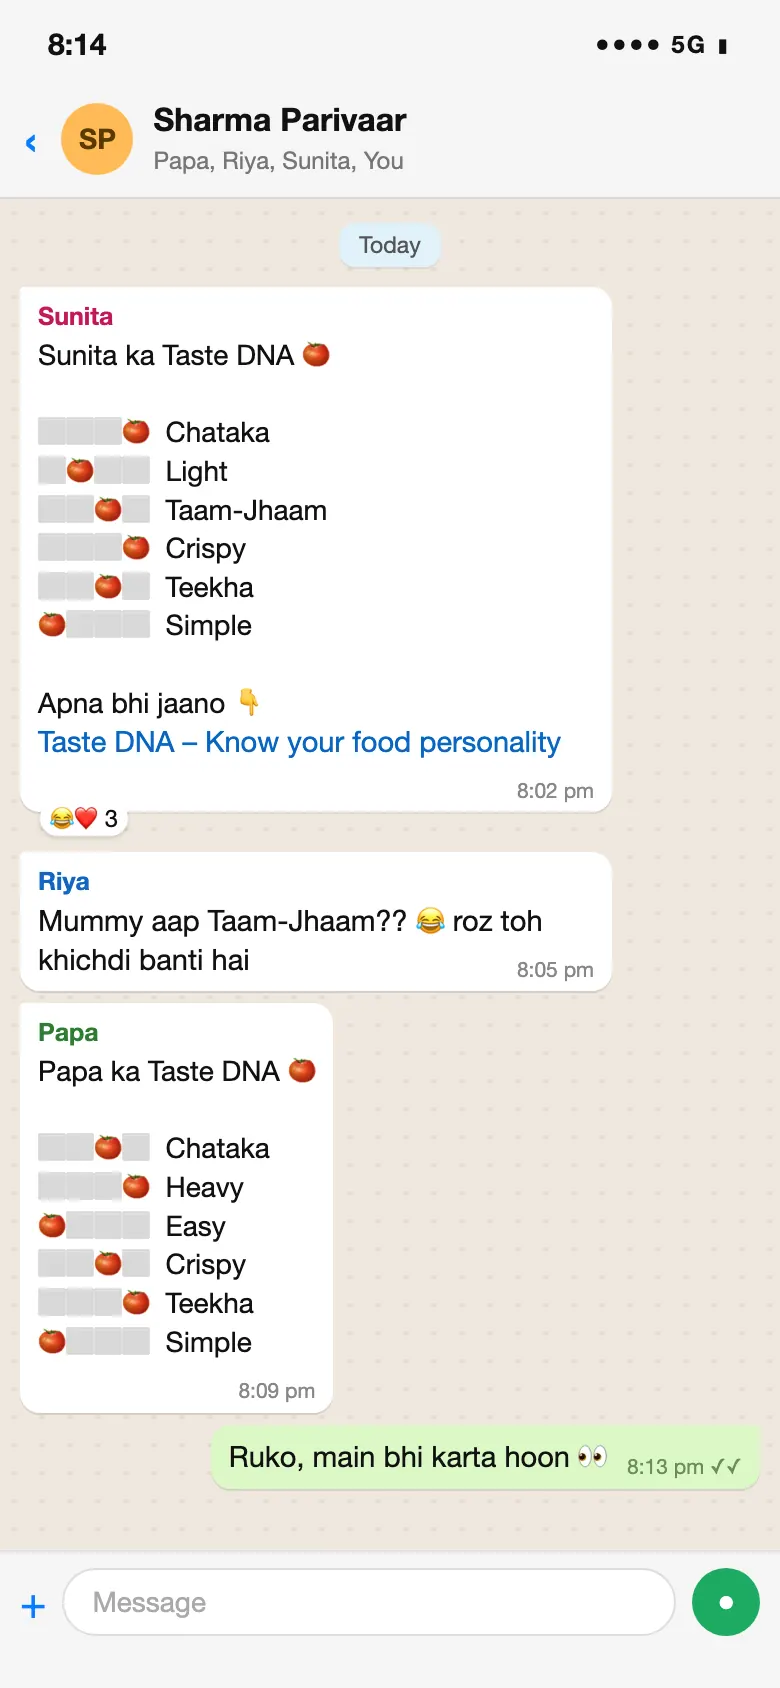 8:14
5G
SP
Sharma Parivaar
Papa, Riya, Sunita, You
Today
Sunita
Sunita ka Taste DNA 🍅
⬜⬜⬜🍅 Chataka
⬜🍅⬜⬜ Light
⬜⬜🍅⬜ Taam-Jhaam
⬜⬜⬜🍅 Crispy
⬜⬜🍅⬜ Teekha
🍅⬜⬜⬜ Simple
Apna bhi jaano 👇
Taste DNA – Know your food personality
8:02 pm
😂❤️ 3
Riya
Mummy aap Taam-Jhaam?? 😂 roz toh
khichdi banti hai
8:05 pm
Papa
Papa ka Taste DNA 🍅
⬜⬜🍅⬜ Chataka
⬜⬜⬜🍅 Heavy
🍅⬜⬜⬜ Easy
⬜⬜🍅⬜ Crispy
⬜⬜⬜🍅 Teekha
🍅⬜⬜⬜ Simple
8:09 pm
Ruko, main bhi karta hoon 👀
8:13 pm ✓✓
Message